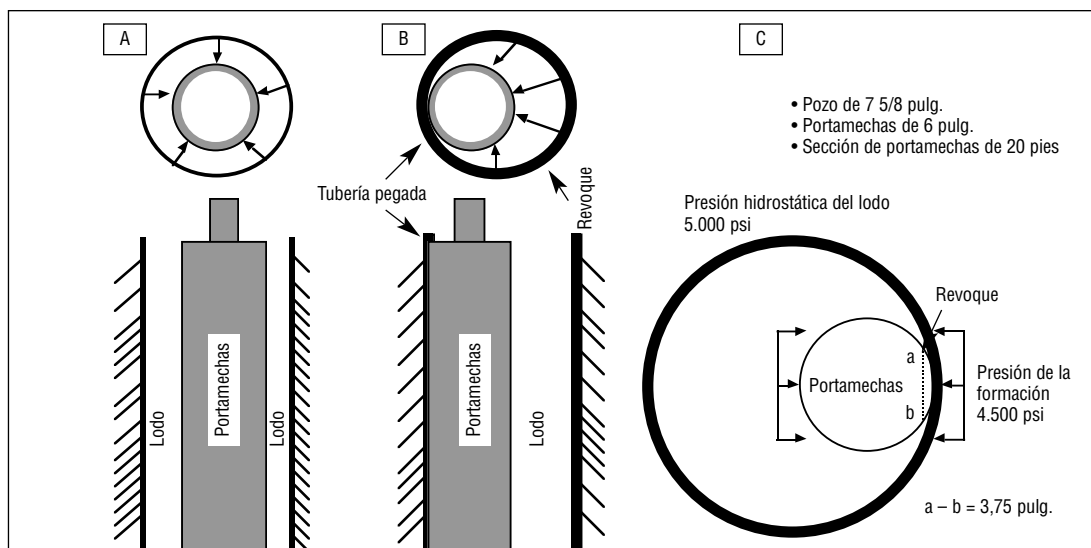 A
B
C
• Pozo de 7 5/8 pulg.
• Portamechas de 6 pulg.
• Sección de portamechas de 20 pies
Tubería pegada
Revoque
Lodo
Portamechas
Lodo
Portamechas
Lodo
Presión hidrostática del lodo
5.000 psi
Revoque
a
Portamechas
b
Presión de la
formación
4.500 psi
a – b = 3,75 pulg.